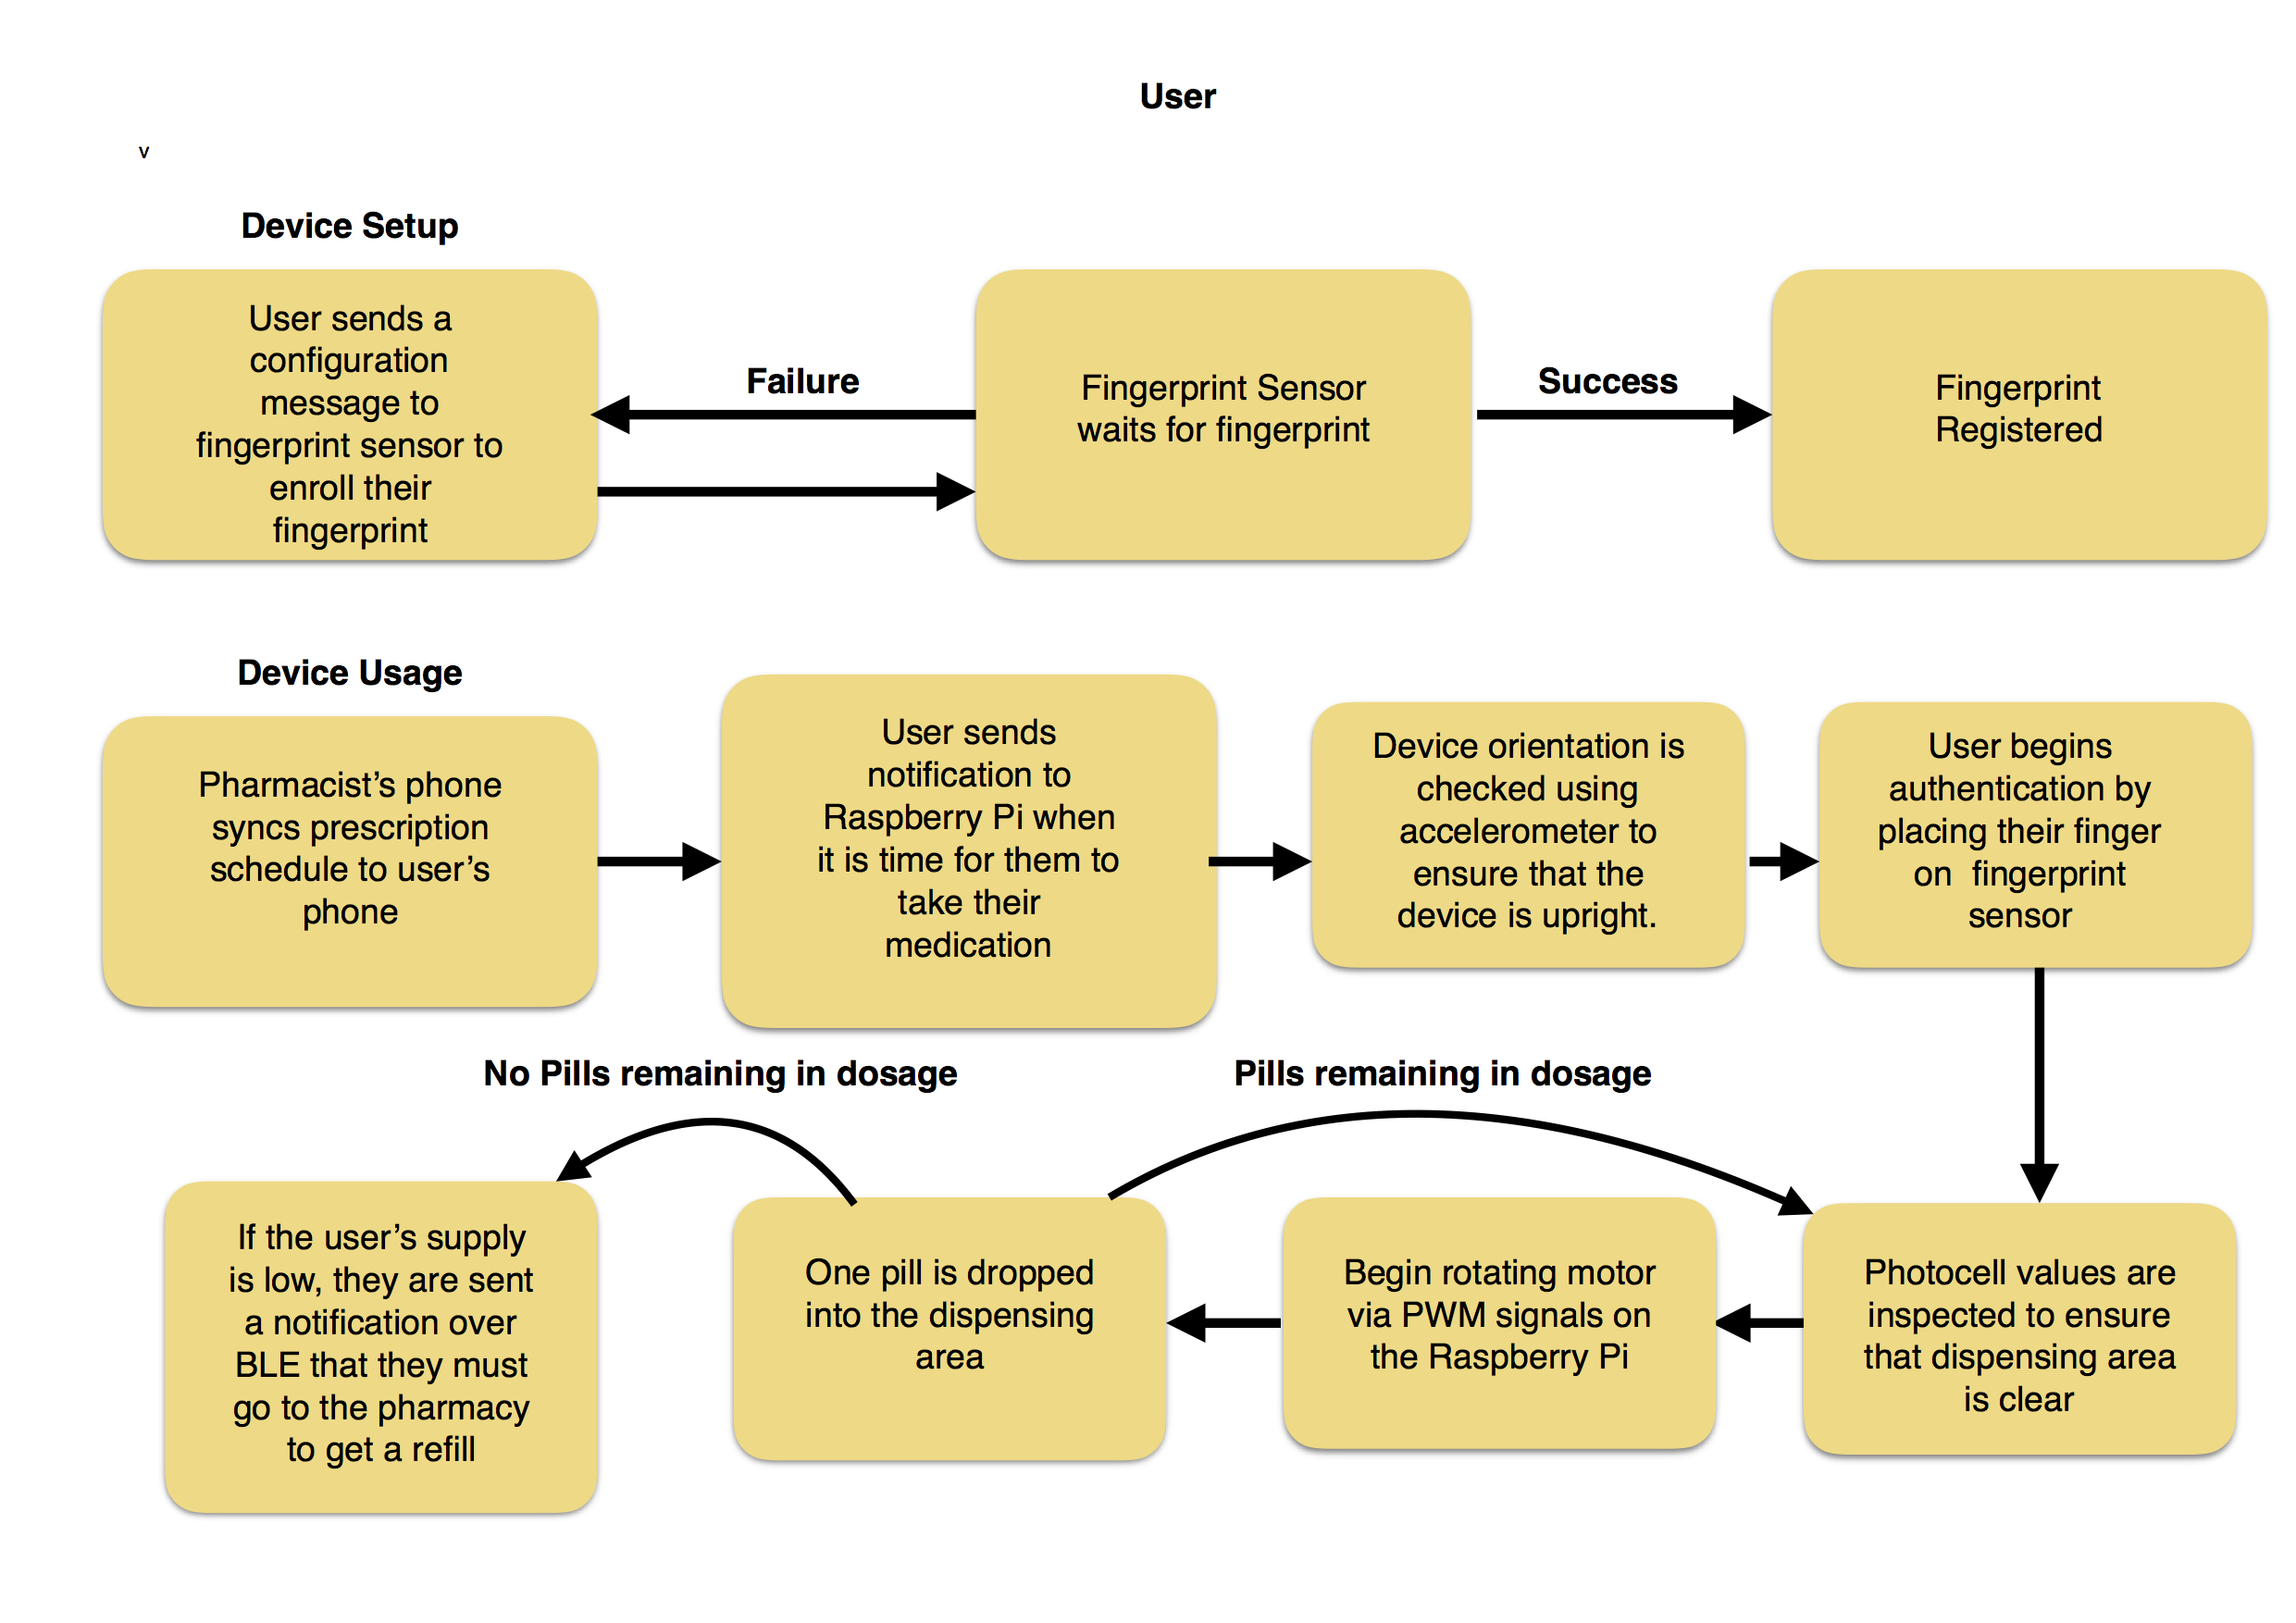 User
v
Device Setup
User sends a
configuration
message to
fingerprint sensor to
enroll their
fingerprint
Failure
Fingerprint Sensor
waits for fingerprint
Success
Fingerprint
Registered
Device Usage
Pharmacist’s phone
syncs prescription
schedule to user’s
phone
User sends
notification to
Raspberry Pi when
it is time for them to
take their
medication
Device orientation is
checked using
accelerometer to
ensure that the
device is upright.
User begins
authentication by
placing their finger
on  fingerprint
sensor
No Pills remaining in dosage
Pills remaining in dosage
If the user’s supply
is low, they are sent
a notification over
BLE that they must
go to the pharmacy
to get a refill
One pill is dropped
into the dispensing
area
Begin rotating motor
via PWM signals on
the Raspberry Pi
Photocell values are
inspected to ensure
that dispensing area
is clear